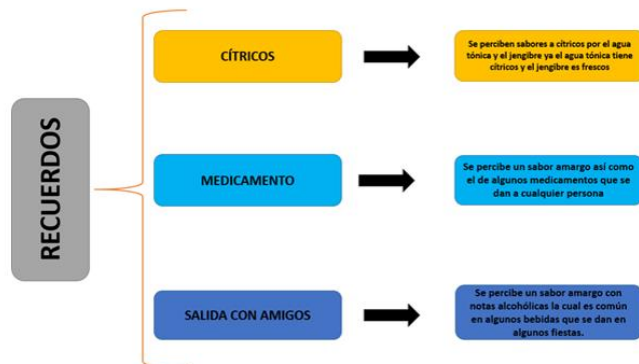 RECUERDOS
CÍTRICOS
Se perciben sabores a cítricos por el agua
tónica y el jengibre ya el agua tónica tiene
cítricos y el jengibre es frescos
MEDICAMENTO
Se percibe un sabor amargo así como
el de algunos medicamentos que se
dan a cualquier persona
SALIDA CON AMIGOS
Se percibe un sabor amargo con
notas alcohólicas la cual es común
en algunos bebidas que se dan en
algunos fiestas.